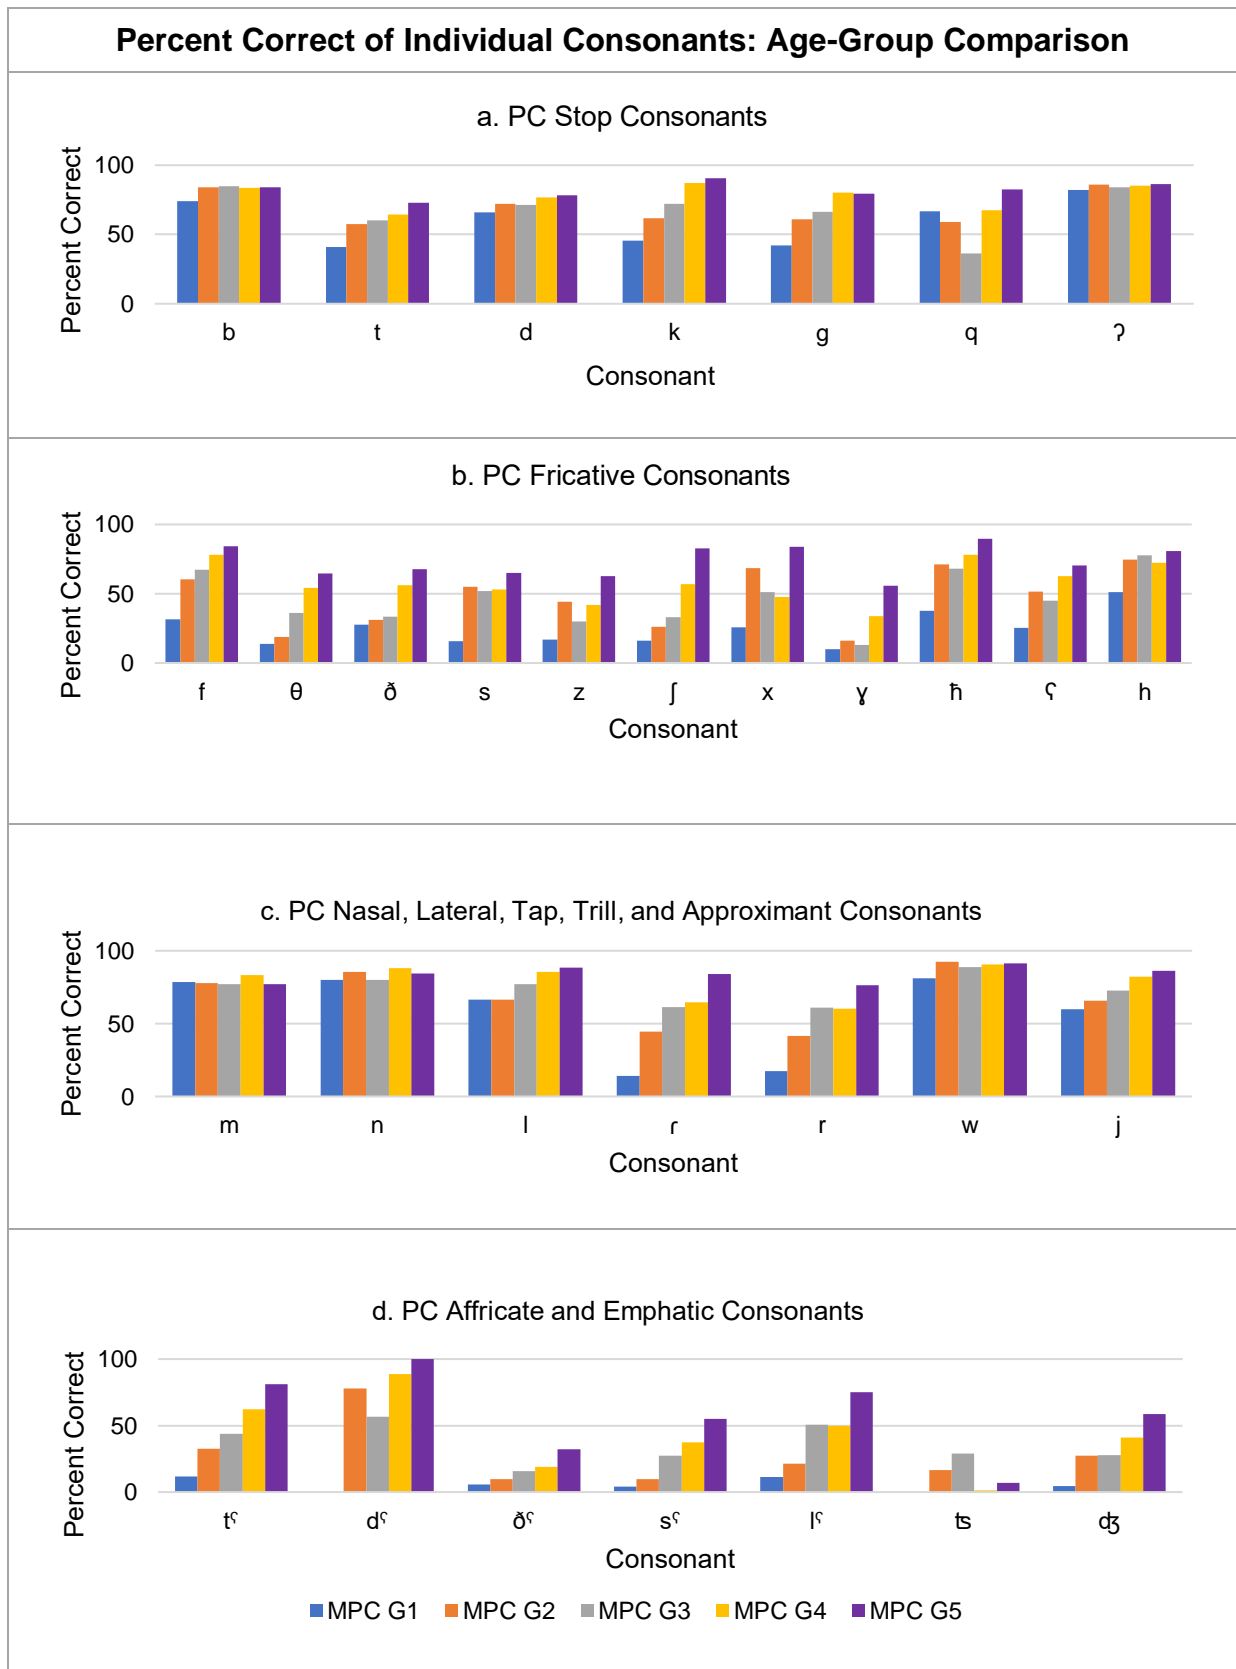 Percent Correct of Individual Consonants: Age-Group Comparison
a. PC Stop Consonants
Percent Correct
100
50
0
b t d k g q ʔ
Consonant
b. PC Fricative Consonants
Percent Correct
100
50
0
f θ ð s z ʃ x ɣ ħ ʕ h
Consonant
c. PC Nasal, Lateral, Tap, Trill, and Approximant Consonants
Percent Correct
100
50
0
m n l ɾ r w j
Consonant
d. PC Affricate and Emphatic Consonants
Percent Correct
100
50
0
tˤ dˤ ðˤ sˤ lˤ ʦ ʤ
Consonant
MPC G1 MPC G2 MPC G3 MPC G4 MPC G5